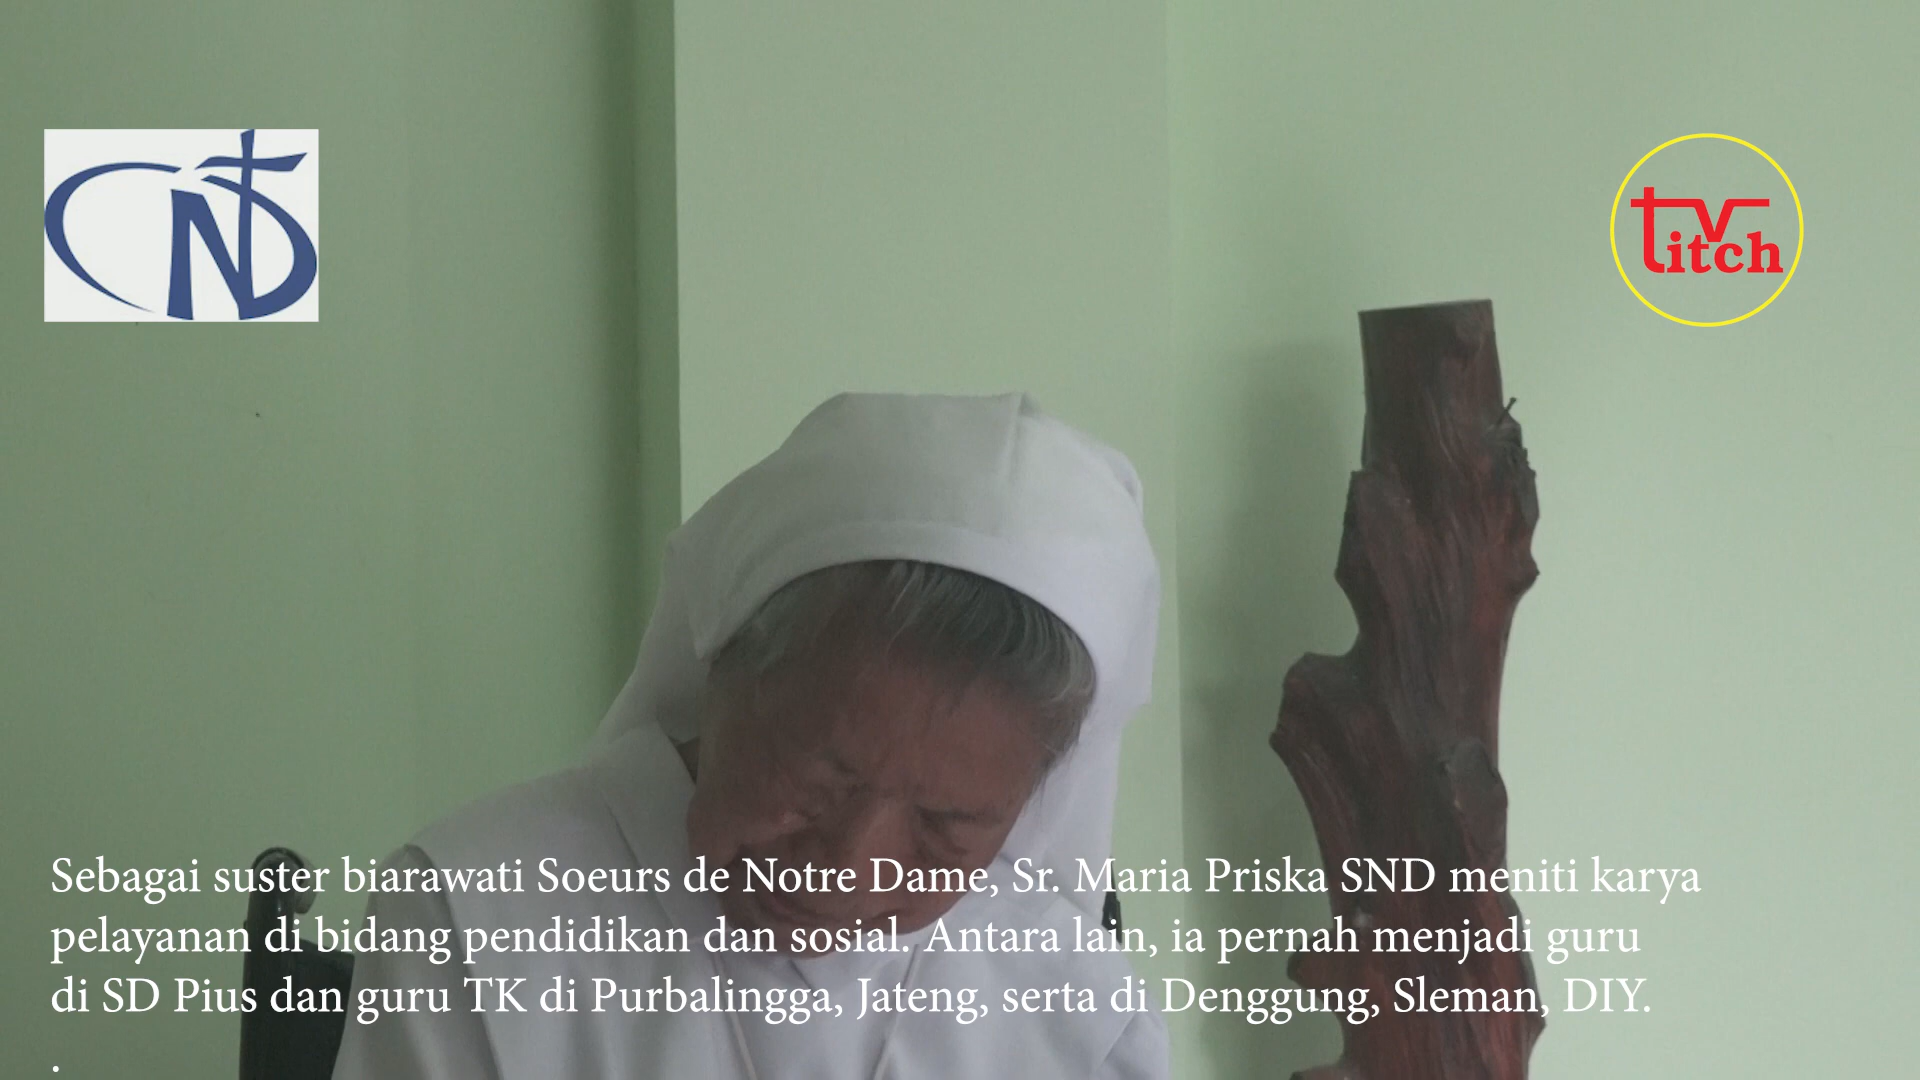 ND
tv
itch
Sebagai suster biarawati Soeurs de Notre Dame, Sr. Maria Priska SND meniti karya
pelayanan di bidang pendidikan dan sosial. Antara lain, ia pernah menjadi guru
di SD Pius dan guru TK di Purbalingga, Jateng, serta di Denggung, Sleman, DIY.
.